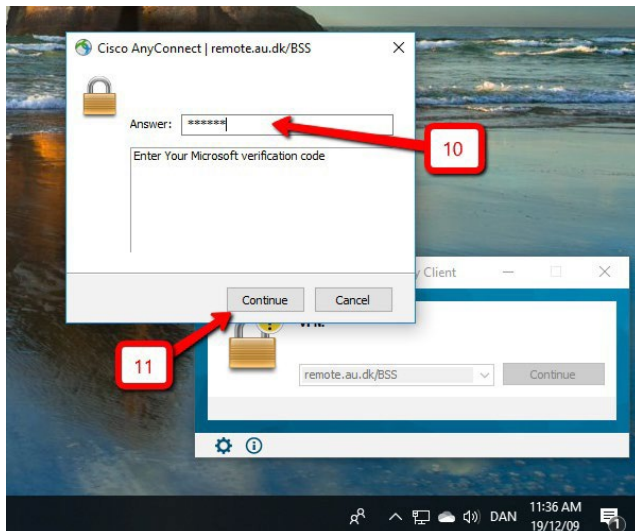 Cisco AnyConnect | remote.au.dk/BSS
Answer: ******
10
Enter Your Microsoft verification code
Continue
Cancel
11
y Client
remote.au.dk/BSS
Continue
DAN
11:36 AM
19/12/09
1